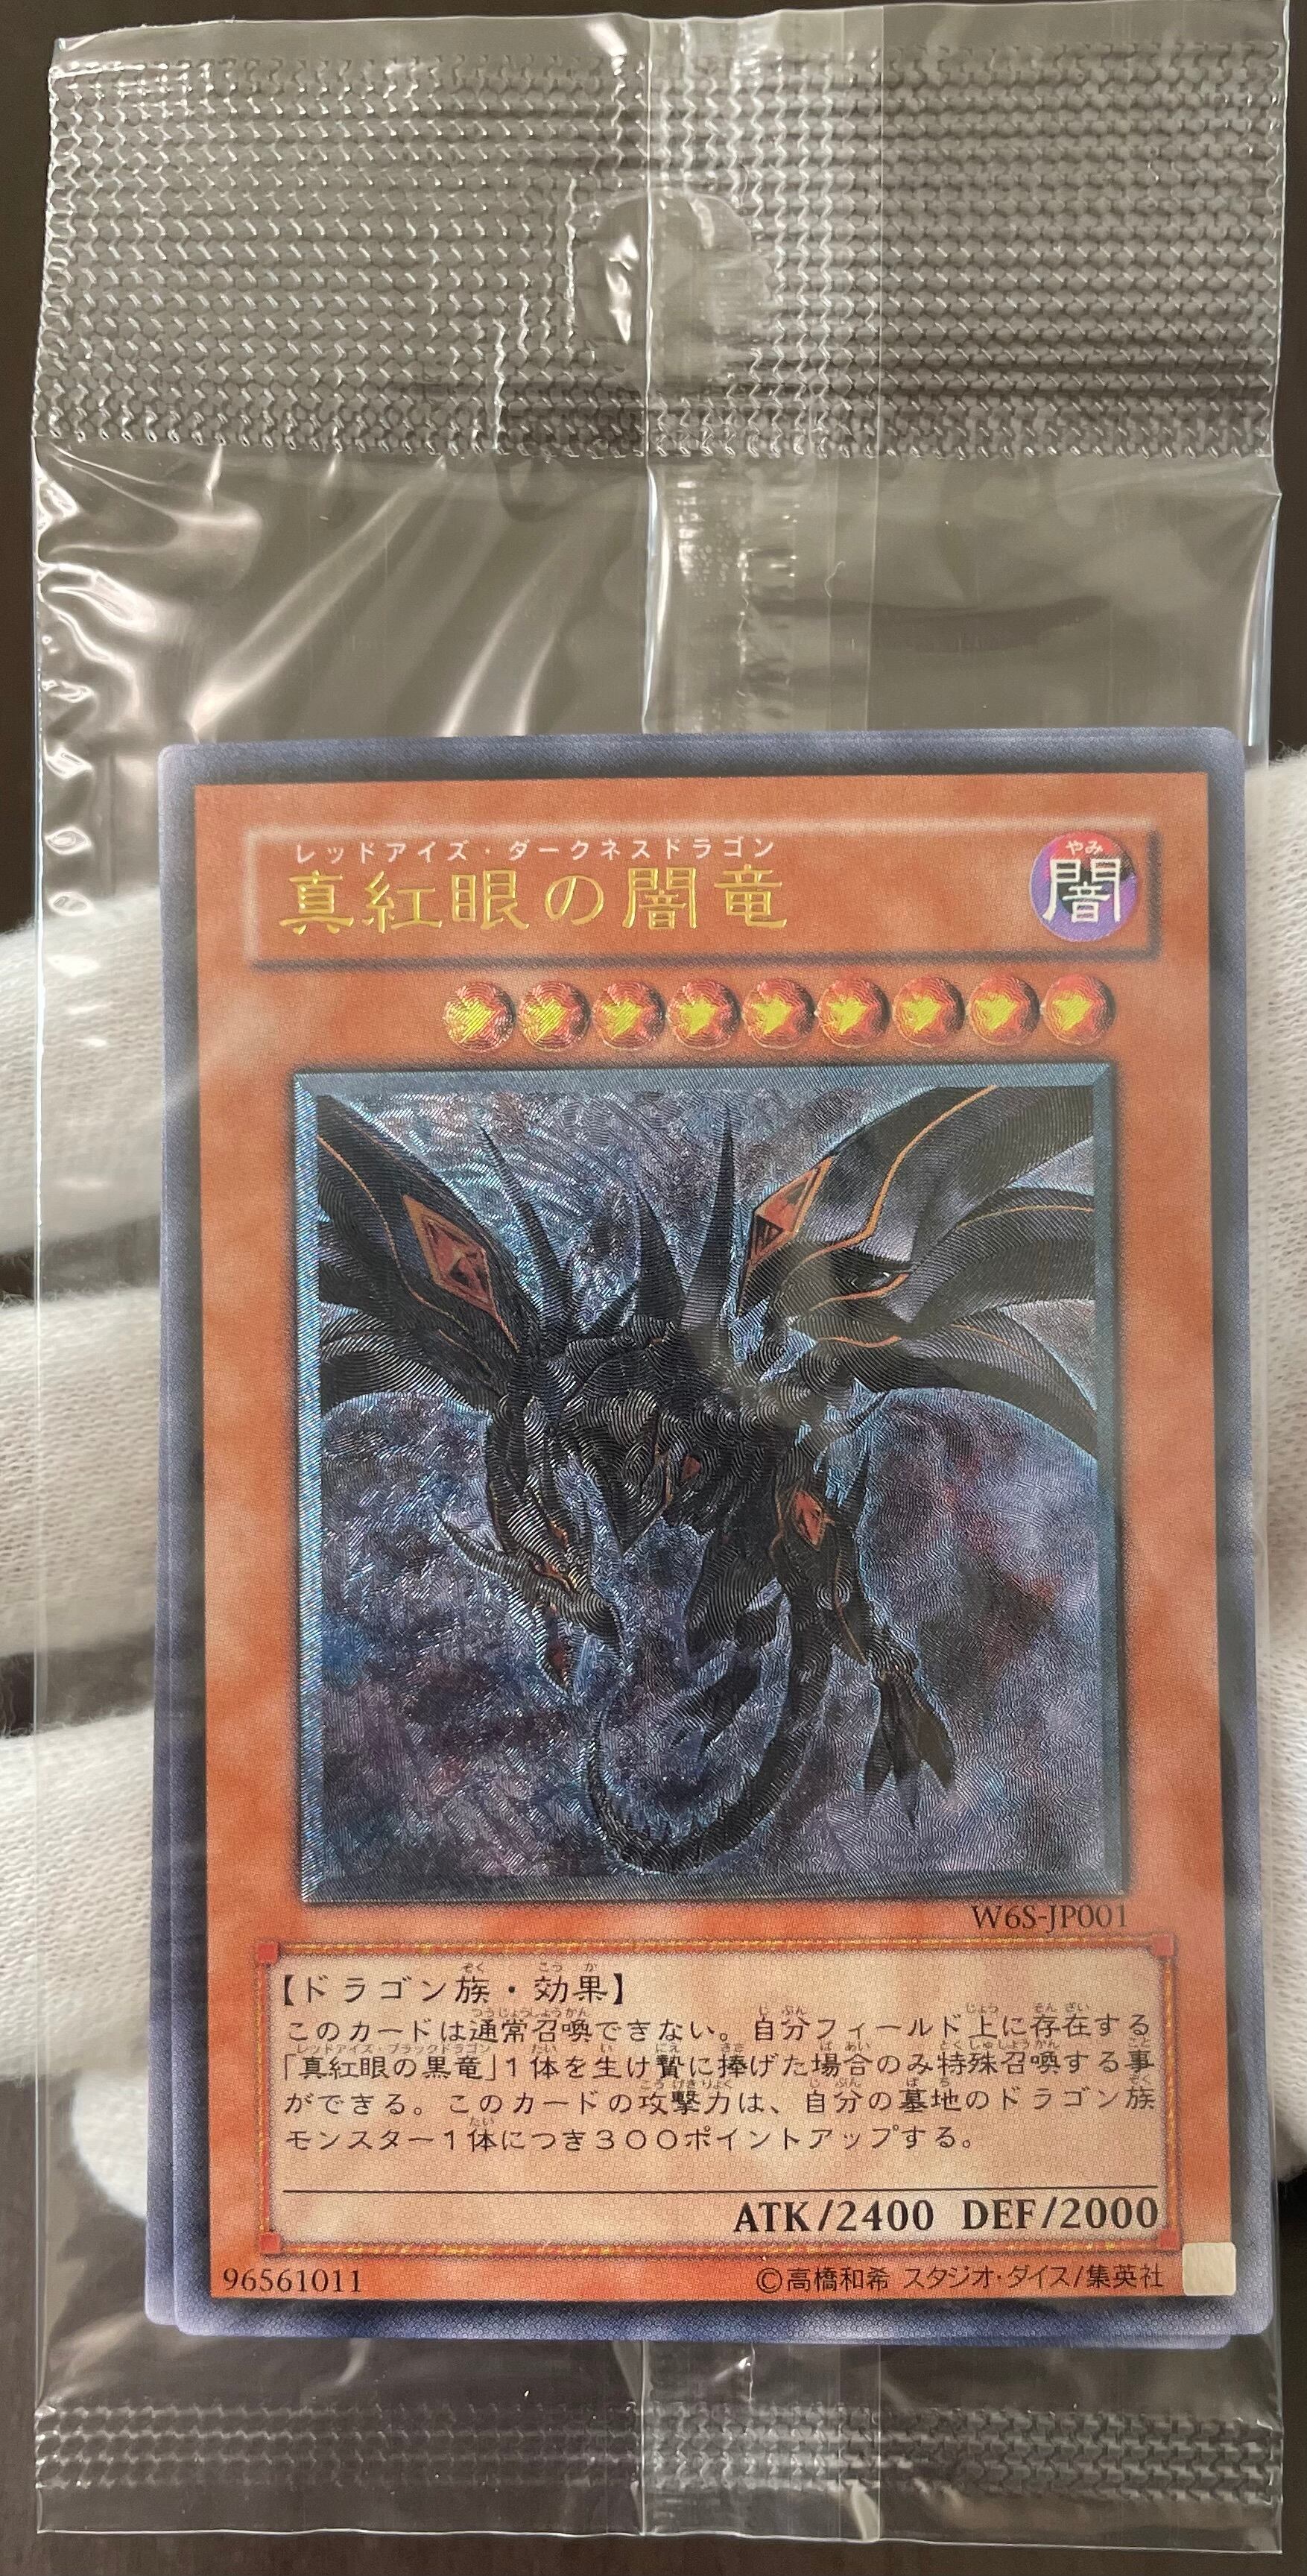 レッドアイズ・ダークネスドラゴン
真紅眼の闇竜
やみ
闇
W6S-JP001
【ドラゴン族・効果】
このカードは通常召喚できない。自分フィールド上に存在する
「真紅眼の黒竜」1体を生け贄に捧げた場合のみ特殊召喚する事
ができる。このカードの攻撃力は、自分の墓地のドラゴン族
モンスター1体につき300ポイントアップする。
ATK/2400 DEF/2000
96561011
©高橋和希 スタジオ・ダイス/集英社